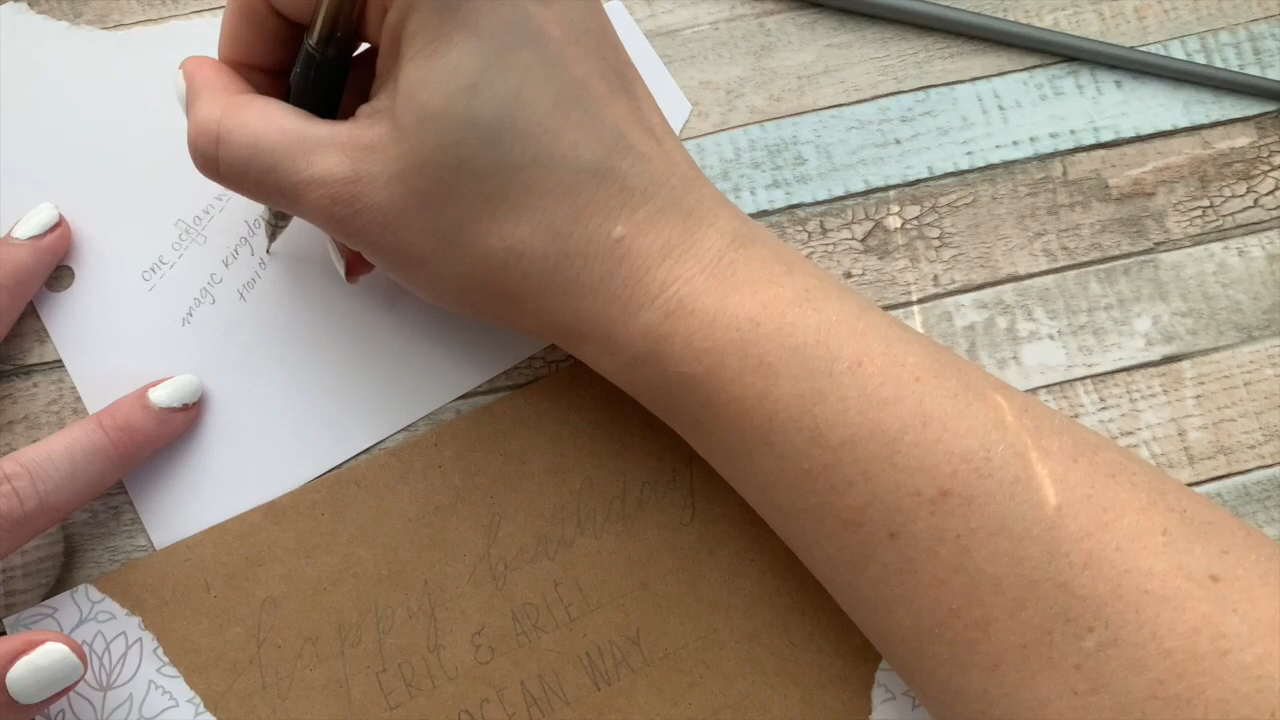 one ocean
magic kingdo
florid
happy birthday
ERIC & ARIEL
OCEAN WAY